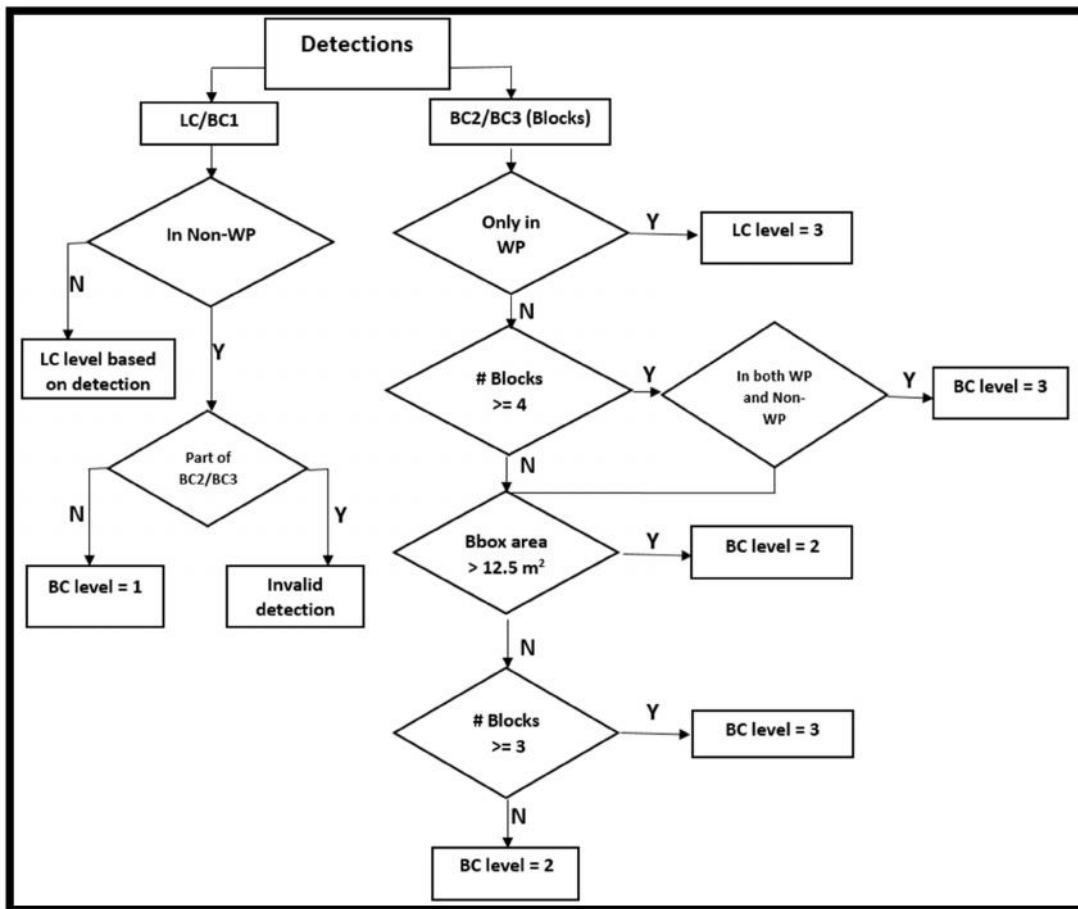 Detections
LC/BC1
BC2/BC3 (Blocks)
In Non-WP
Only in
WP
Y
LC level = 3
N
N
LC level based
on detection
Y
# Blocks
>= 4
Y
In both WP
and Non-
WP
Y
BC level = 3
Part of
BC2/BC3
N
N
Y
BC level = 1
Invalid
detection
Bbox area
> 12.5 m²
Y
BC level = 2
N
# Blocks
>= 3
Y
BC level = 3
N
BC level = 2